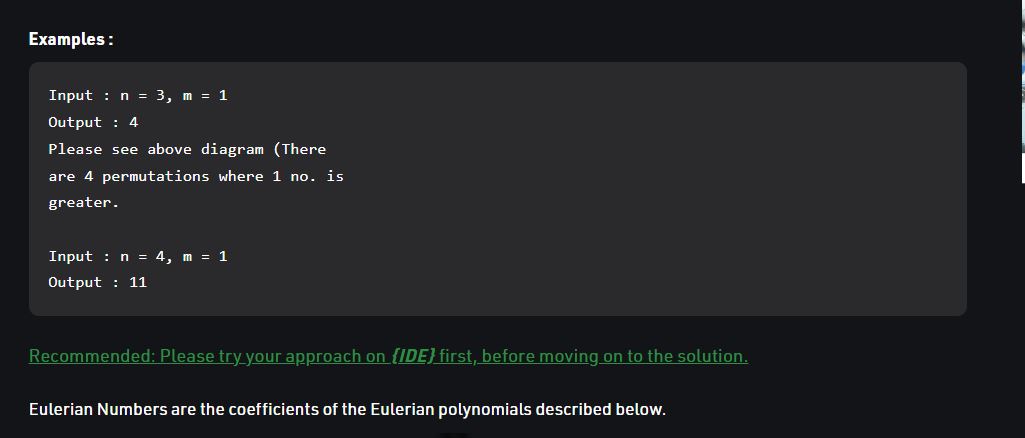 Examples :
Input : n = 3, m = 1
Output : 4
Please see above diagram (There
are 4 permutations where 1 no. is
greater.
Input : n = 4, m = 1
Output : 11
Recommended: Please try your approach on {IDE} first, before moving on to the solution.
Eulerian Numbers are the coefficients of the Eulerian polynomials described below.